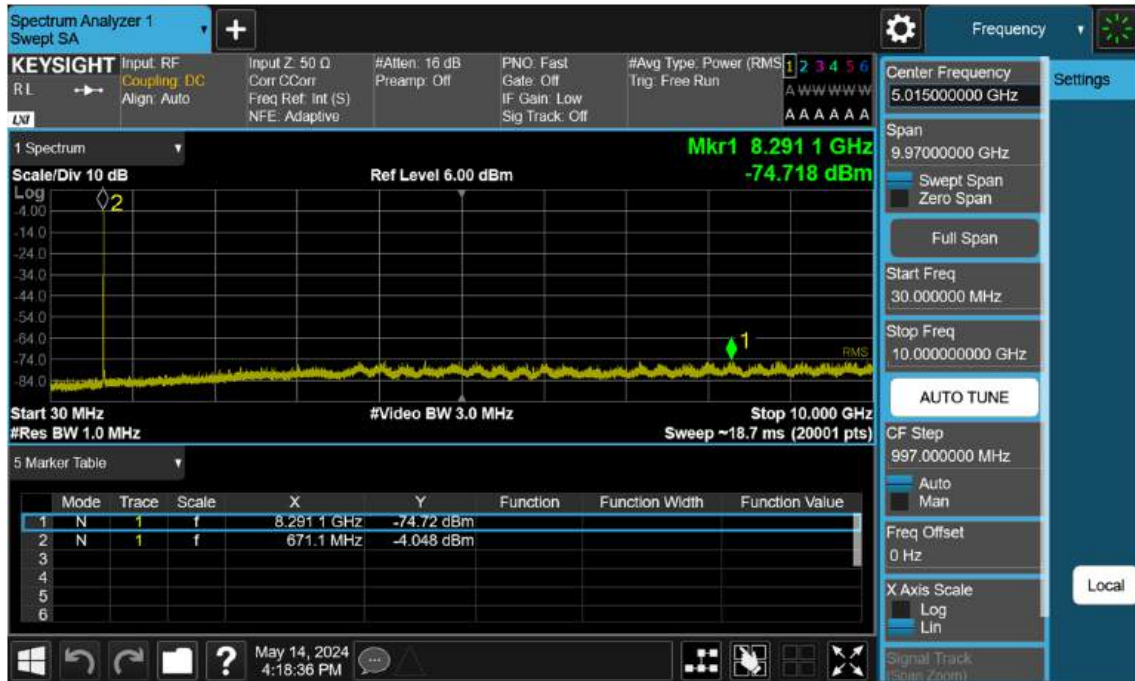 Spectrum Analyzer 1
Swept SA
Frequency
KEYSIGHT
R L
LXI
Input: RF
Coupling: DC
Align: Auto
Input Z: 50 Ω
Corr CCorr
Freq Ref: Int (S)
NFE: Adaptive
#Atten: 16 dB
Preamp: Off
PNO: Fast
Gate: Off
IF Gain: Low
Sig Track: Off
#Avg Type: Power (RMS
Trig: Free Run
1 2 3 4 5 6
A W W W W W
A A A A A A
1 Spectrum
Scale/Div 10 dB
Ref Level 6.00 dBm
Mkr1 8.291 1 GHz
-74.718 dBm
Log
-4.00
-14.0
-24.0
-34.0
-44.0
-54.0
-64.0
-74.0
-84.0
2
1
RMS
Start 30 MHz
#Video BW 3.0 MHz
Stop 10.000 GHz
#Res BW 1.0 MHz
Sweep ~18.7 ms (20001 pts)
5 Marker Table
Mode Trace Scale X Y Function Function Width Function Value
1 N 1 f 8.291 1 GHz -74.72 dBm
2 N 1 f 671.1 MHz -4.048 dBm
3
4
5
6
May 14, 2024
4:18:36 PM
Center Frequency
5.015000000 GHz
Settings
Span
9.97000000 GHz
Swept Span
Zero Span
Full Span
Start Freq
30.000000 MHz
Stop Freq
10.000000000 GHz
AUTO TUNE
CF Step
997.000000 MHz
Auto
Man
Freq Offset
0 Hz
X Axis Scale
Log
Lin
Local
Signal Track
(Span Zoom)